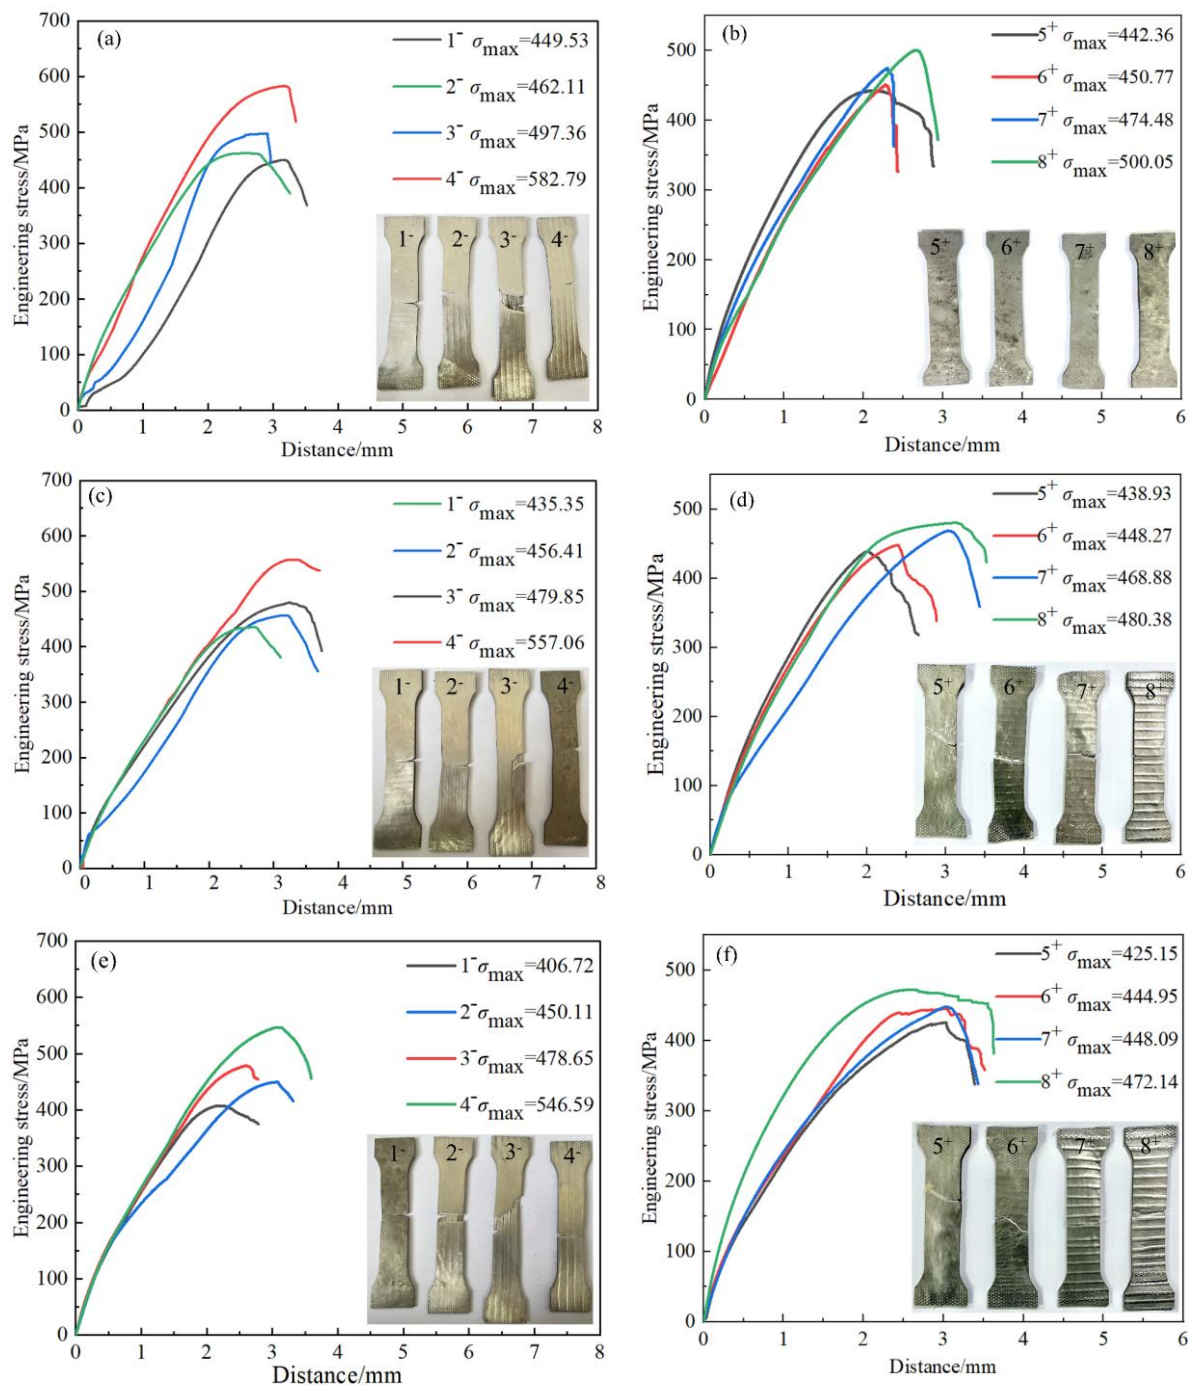 (a)
1⁻ σmax=449.53
2⁻ σmax=462.11
3⁻ σmax=497.36
4⁻ σmax=582.79
700
600
500
400
300
200
100
0
Engineering stress/MPa
1⁻ 2⁻ 3⁻ 4⁻
0 1 2 3 4 5 6 7 8
Distance/mm
(b)
5⁺ σmax=442.36
6⁺ σmax=450.77
7⁺ σmax=474.48
8⁺ σmax=500.05
500
400
300
200
100
0
Engineering stress/MPa
5⁺ 6⁺ 7⁺ 8⁺
0 1 2 3 4 5 6
Distance/mm
(c)
1⁻ σmax=435.35
2⁻ σmax=456.41
3⁻ σmax=479.85
4⁻ σmax=557.06
700
600
500
400
300
200
100
0
Engineering stress/MPa
1⁻ 2⁻ 3⁻ 4⁻
0 1 2 3 4 5 6 7 8
Distance/mm
(d)
5⁺ σmax=438.93
6⁺ σmax=448.27
7⁺ σmax=468.88
8⁺ σmax=480.38
500
400
300
200
100
0
Engineering stress/MPa
5⁺ 6⁺ 7⁺ 8⁺
0 1 2 3 4 5 6
Distance/mm
(e)
1⁻σmax=406.72
2⁻σmax=450.11
3⁻σmax=478.65
4⁻σmax=546.59
700
600
500
400
300
200
100
0
Engineering stress/MPa
1⁻ 2⁻ 3⁻ 4⁻
0 1 2 3 4 5 6 7 8
Distance/mm
(f)
5⁺ σmax=425.15
6⁺ σmax=444.95
7⁺ σmax=448.09
8⁺ σmax=472.14
500
400
300
200
100
0
Engineering stress/MPa
5⁺ 6⁺ 7⁺ 8⁺
0 1 2 3 4 5 6
Distance/mm